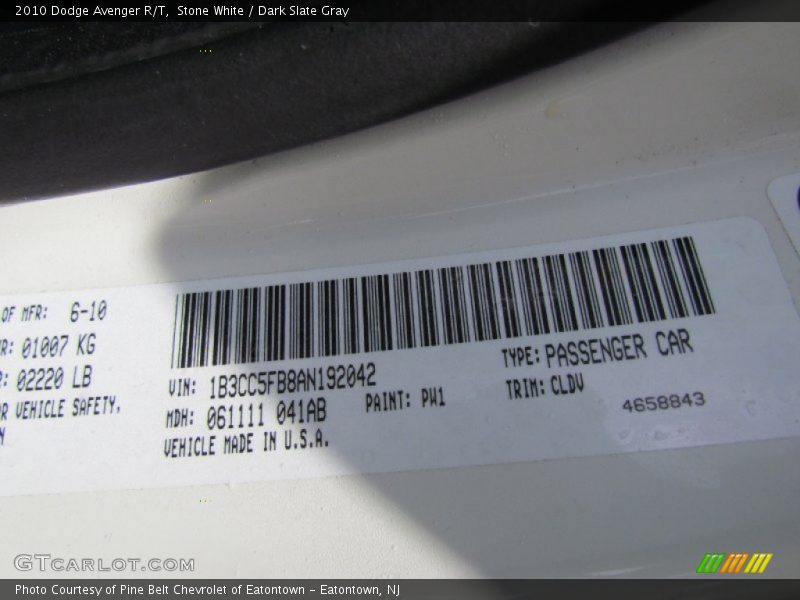 2010 Dodge Avenger R/T, Stone White / Dark Slate Gray
OF MFR: 6-10
R: 01007 KG
: 02220 LB
OR VEHICLE SAFETY,
N
VIN: 1B3CC5FB8AN192042
MDH: 061111 041AB
PAINT: PW1
VEHICLE MADE IN U.S.A.
TYPE: PASSENGER CAR
TRIM: CLDV
4658843
GTCARLOT.COM
Photo Courtesy of Pine Belt Chevrolet of Eatontown – Eatontown, NJ